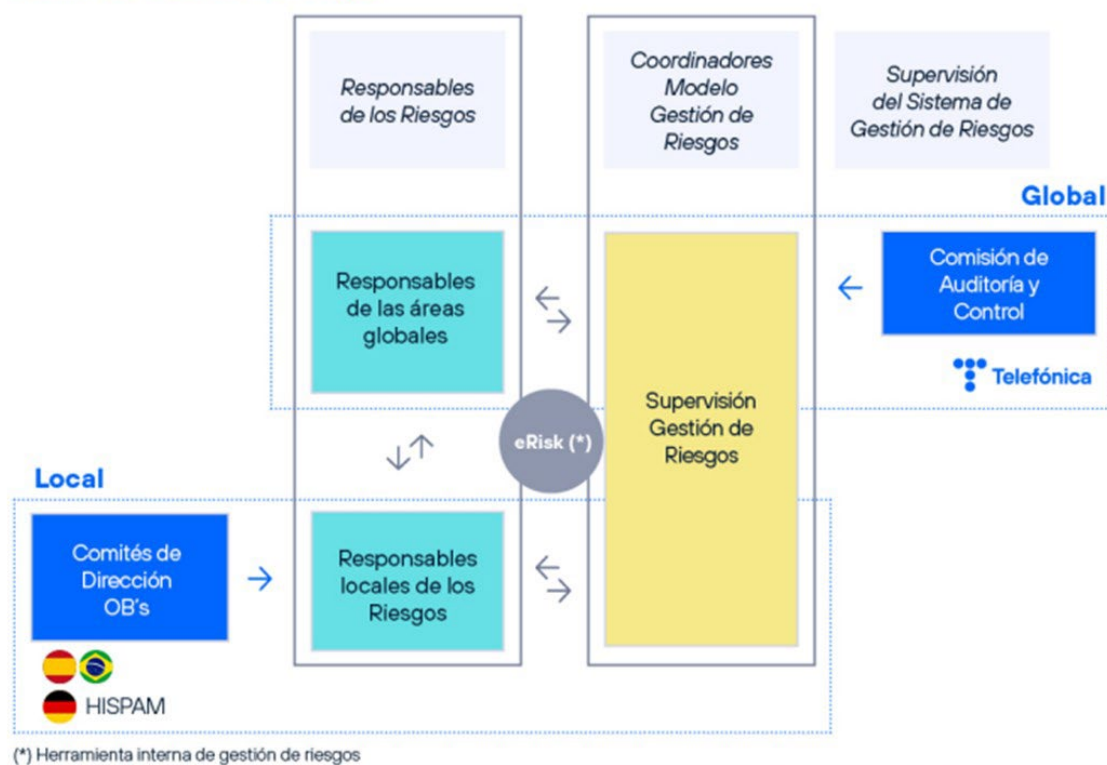 Responsables
de los Riesgos
Coordinadores
Modelo
Gestión de
Riesgos
Supervisión
del Sistema de
Gestión de Riesgos
Global
Responsables
de las áreas
globales
Comisión de
Auditoría y
Control
Telefónica
Supervisión
Gestión de
Riesgos
eRisk (*)
Local
Comités de
Dirección
OB's
Responsables
locales de los
Riesgos
HISPAM
(*) Herramienta interna de gestión de riesgos